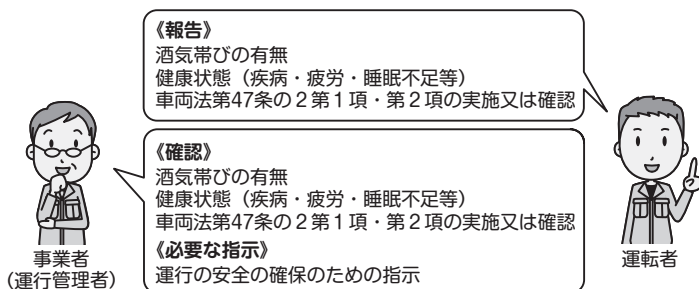 《報告》
酒気帯びの有無
健康状態（疾病・疲労・睡眠不足等）
車両法第47条の２第１項・第２項の実施又は確認
《確認》
酒気帯びの有無
健康状態（疾病・疲労・睡眠不足等）
車両法第47条の２第１項・第２項の実施又は確認
《必要な指示》
運行の安全の確保のための指示
事業者
（運行管理者）
運転者